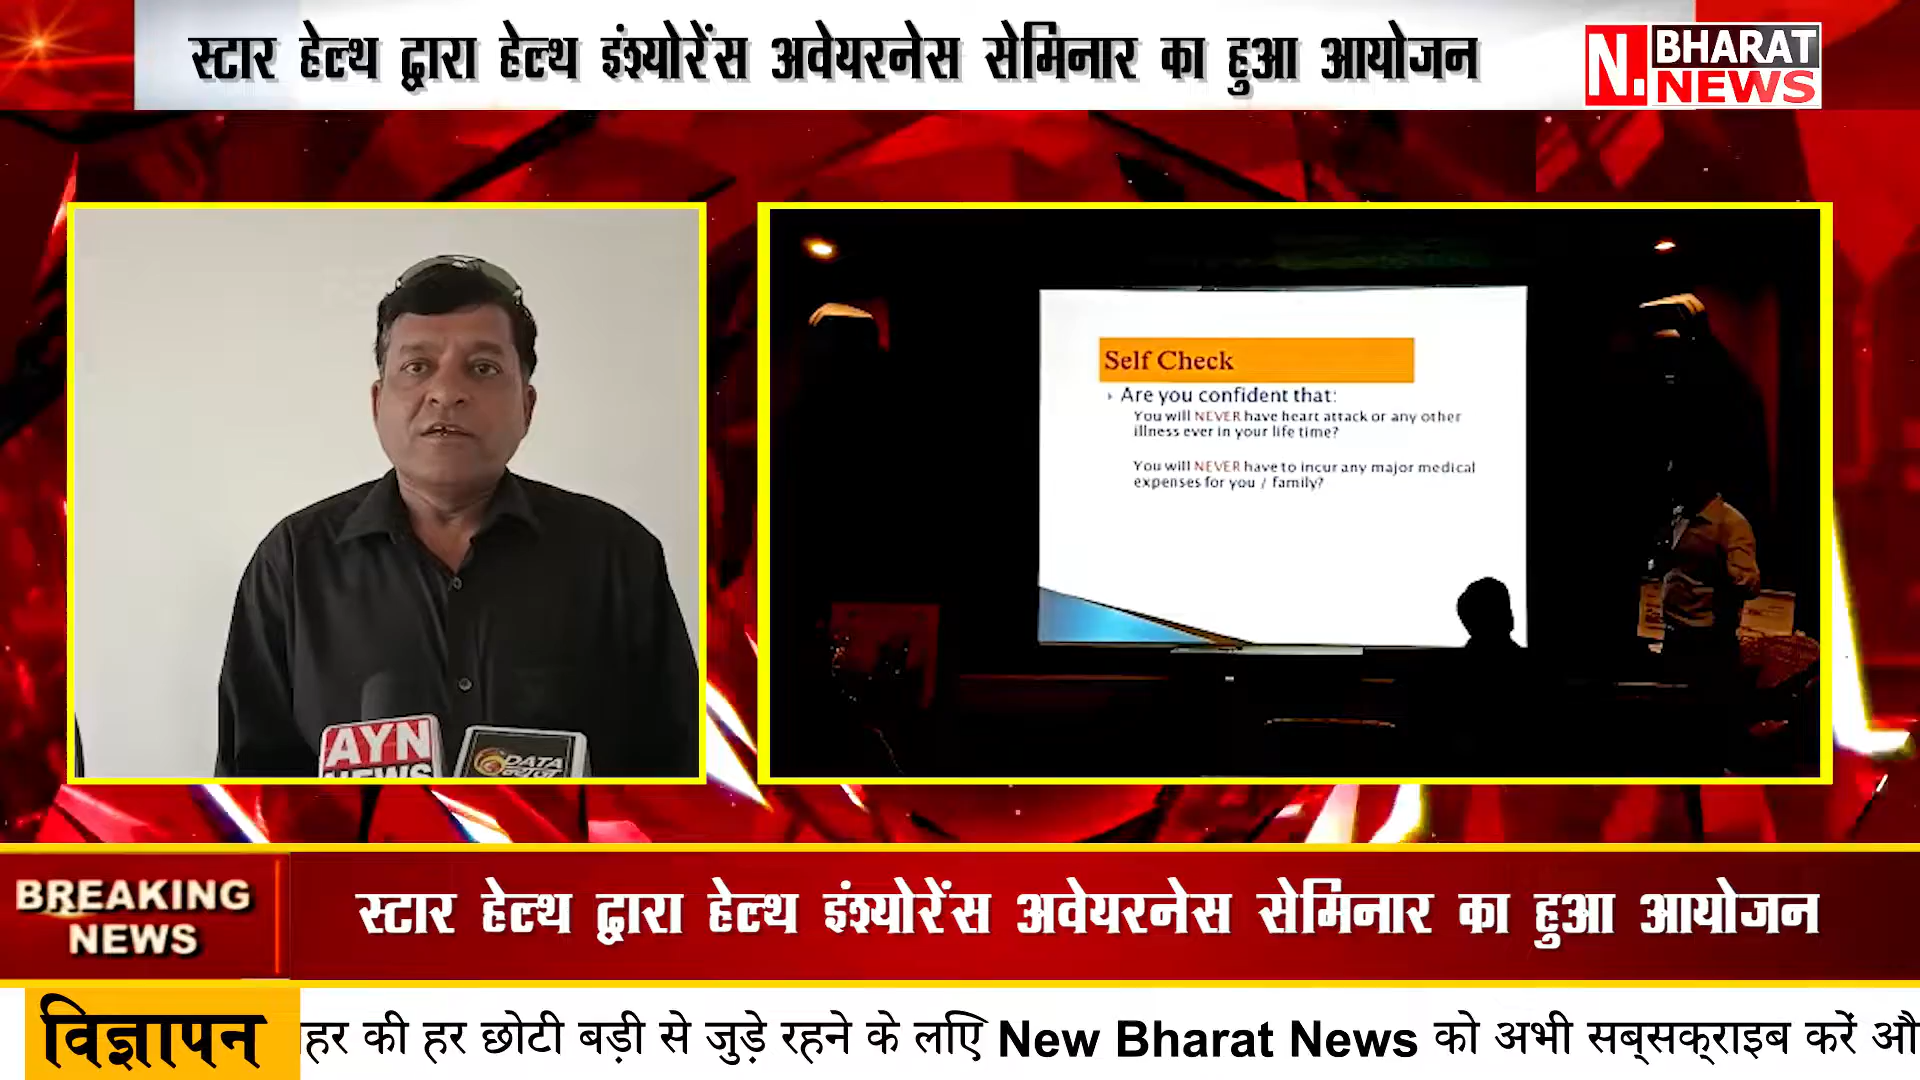 स्टार हेल्थ द्वारा हेल्थ इंश्योरेंस अवेयरनेस सेमिनार का हुआ आयोजन
N. BHARAT
NEWS
Self Check
Are you confident that:
You will NEVER have heart attack or any other
illness ever in your life time?
You will NEVER have to incur any major medical
expenses for you / family?
AYN
NEWS
DATA
न्यूज
BREAKING
NEWS
स्टार हेल्थ द्वारा हेल्थ इंश्योरेंस अवेयरनेस सेमिनार का हुआ आयोजन
विज्ञापन
हर की हर छोटी बड़ी से जुड़े रहने के लिए New Bharat News को अभी सब्सक्राइब करें औ